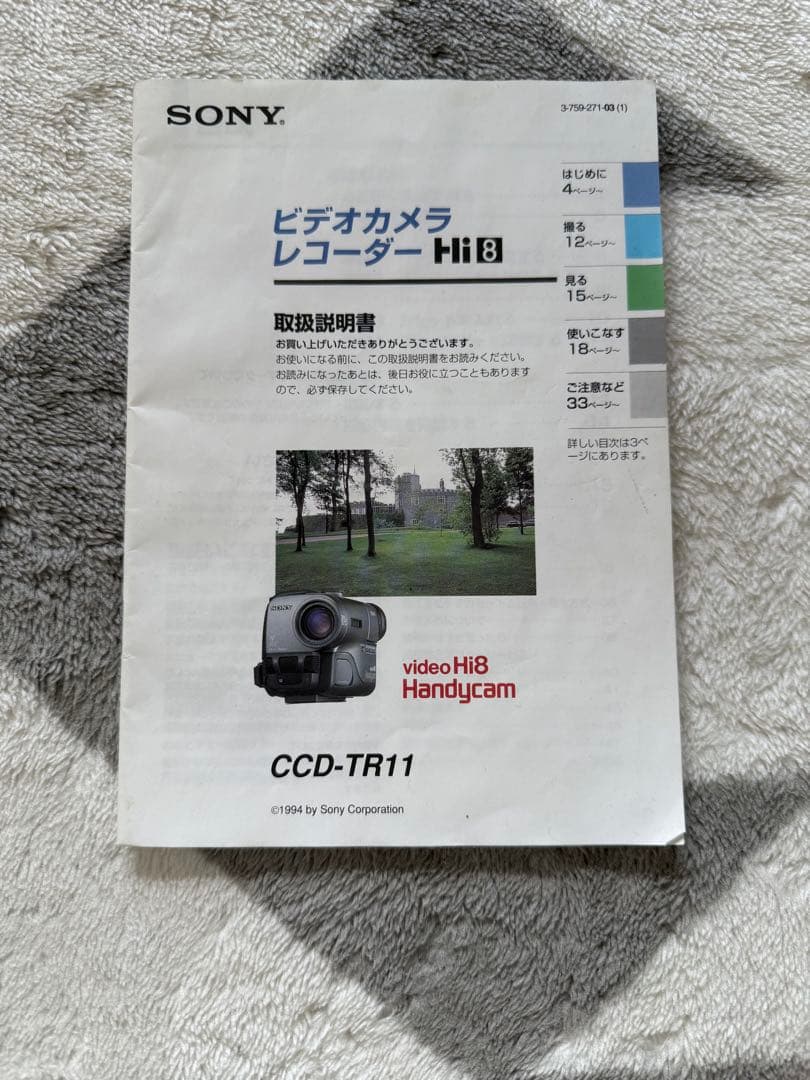 SONY®
3-759-271-03 (1)
はじめに
4ページ~
撮る
12ページ~
見る
15ページ~
使いこなす
18ページ~
ご注意など
33ページ~
詳しい目次は3ペ
ージにあります。
ビデオカメラ
レコーダー Hi8
取扱説明書
お買い上げいただきありがとうございます。
お使いになる前に、この取扱説明書をお読みください。
お読みになったあとは、後日お役に立つこともあります
ので、必ず保存してください。
SONY
video Hi8
Handycam
CCD-TR11
©1994 by Sony Corporation